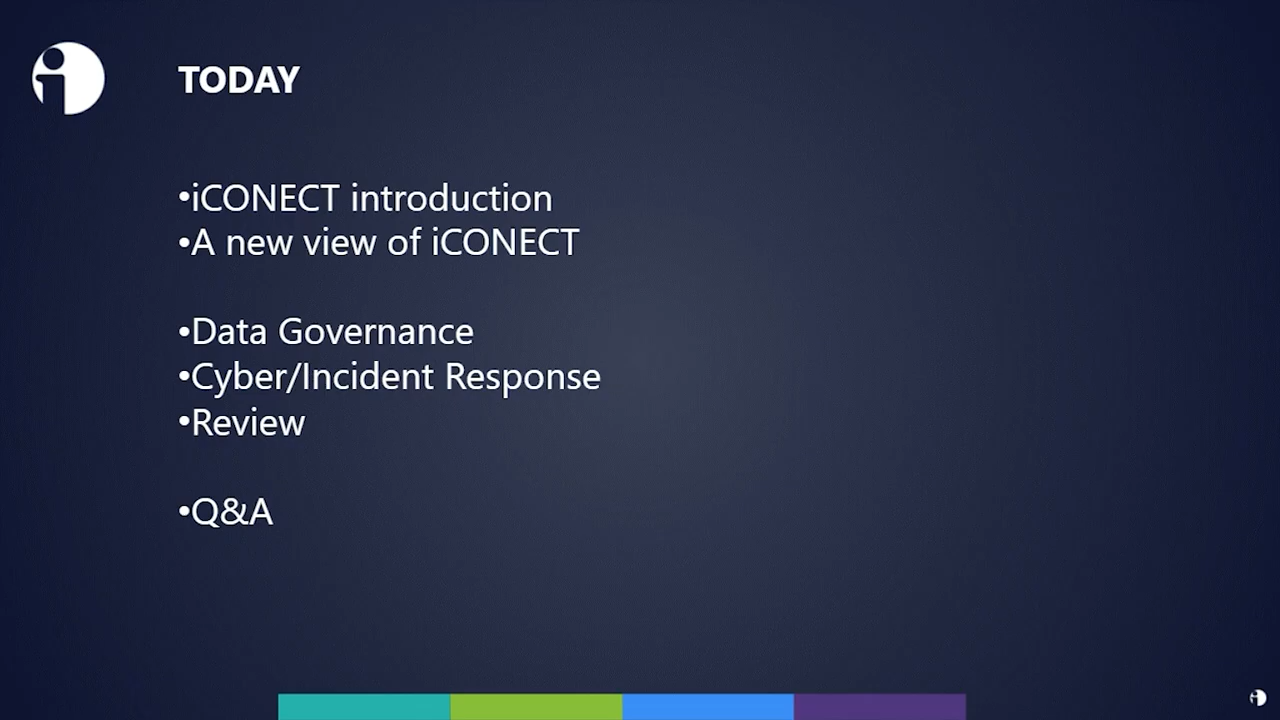 TODAY
•iCONECT introduction
•A new view of iCONECT
•Data Governance
•Cyber/Incident Response
•Review
•Q&A